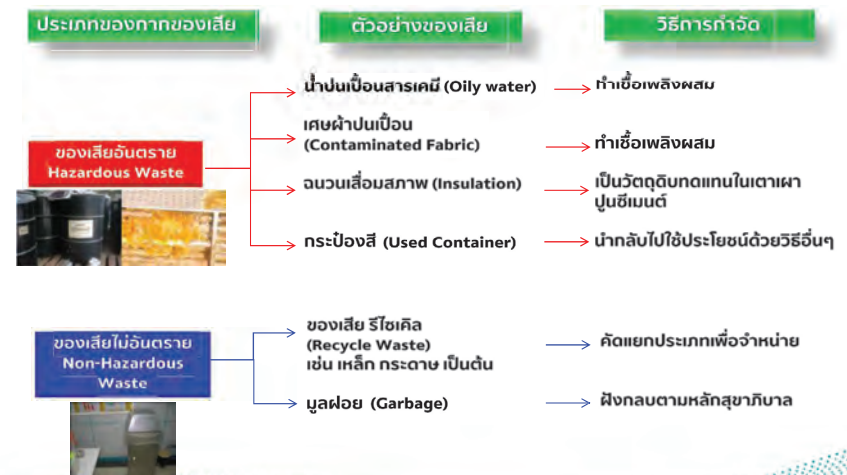 ประเภทของกากของเสีย
ตัวอย่างของเสีย
วิธีการกำจัด
น้ำปนเปื้อนสารเคมี (Oily water)
ทำเชื้อเพลิงผสม
เศษผ้าปนเปื้อน
(Contaminated Fabric)
ทำเชื้อเพลิงผสม
ของเสียอันตราย
Hazardous Waste
ฉนวนเสื่อมสภาพ (Insulation)
เป็นวัตถุดิบทดแทนในเตาเผา
ปูนซีเมนต์
กระป๋องสี (Used Container)
นำกลับไปใช้ประโยชน์ด้วยวิธีอื่นๆ
ของเสียไม่อันตราย
Non-Hazardous
Waste
ของเสีย รีไซเคิล
(Recycle Waste)
เช่น เหล็ก กระดาษ เป็นต้น
คัดแยกประเภทเพื่อจำหน่าย
มูลฝอย (Garbage)
ฝังกลบตามหลักสุขาภิบาล